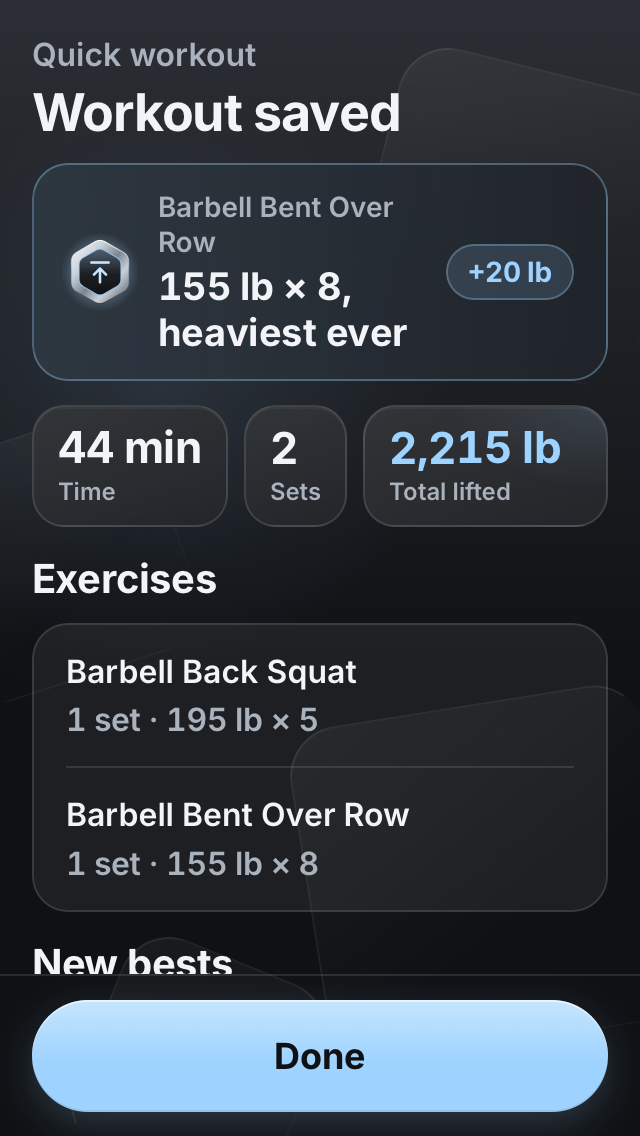 Quick workout
Workout saved
Barbell Bent Over
Row
155 lb × 8,
heaviest ever
+20 lb
44 min
Time
2
Sets
2,215 lb
Total lifted
Exercises
Barbell Back Squat
1 set · 195 lb × 5
Barbell Bent Over Row
1 set · 155 lb × 8
New bests
Done